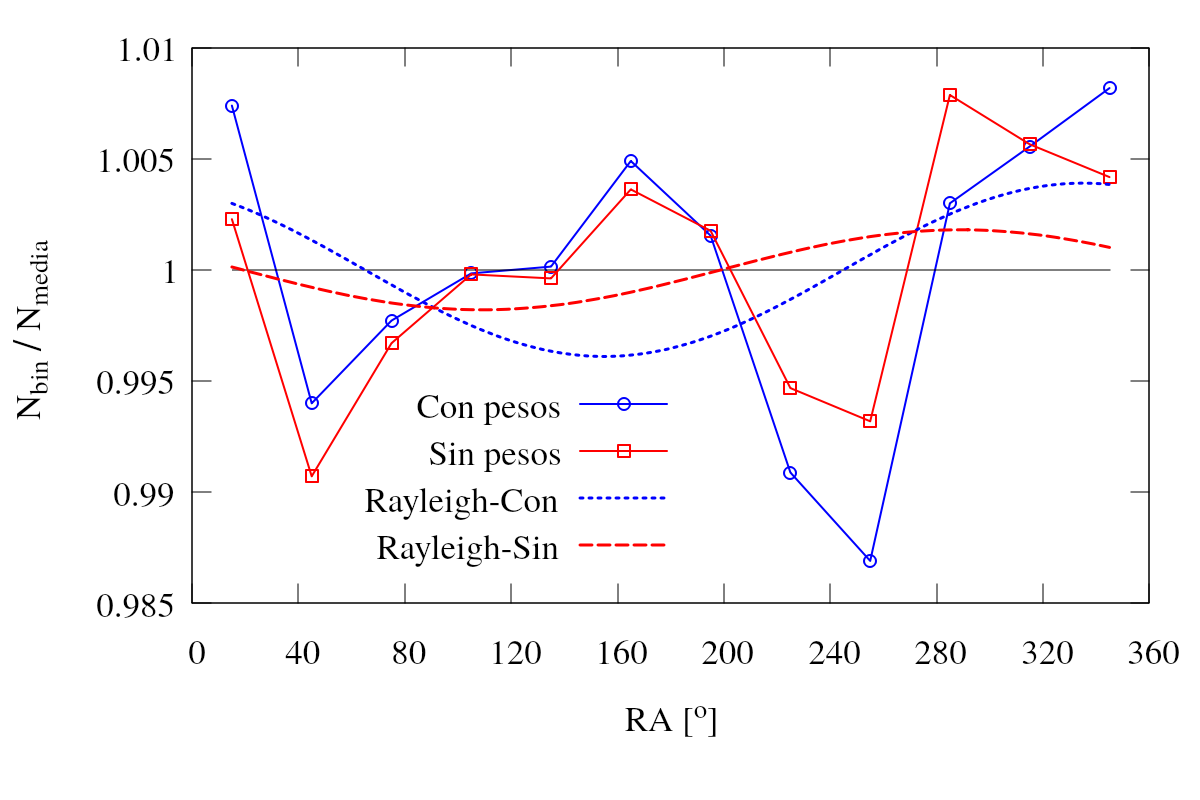 1.01
1.005
1
0.995
0.99
0.985
N_bin / N_media
Con pesos
Sin pesos
Rayleigh-Con
Rayleigh-Sin
0 40 80 120 160 200 240 280 320 360
RA [º]